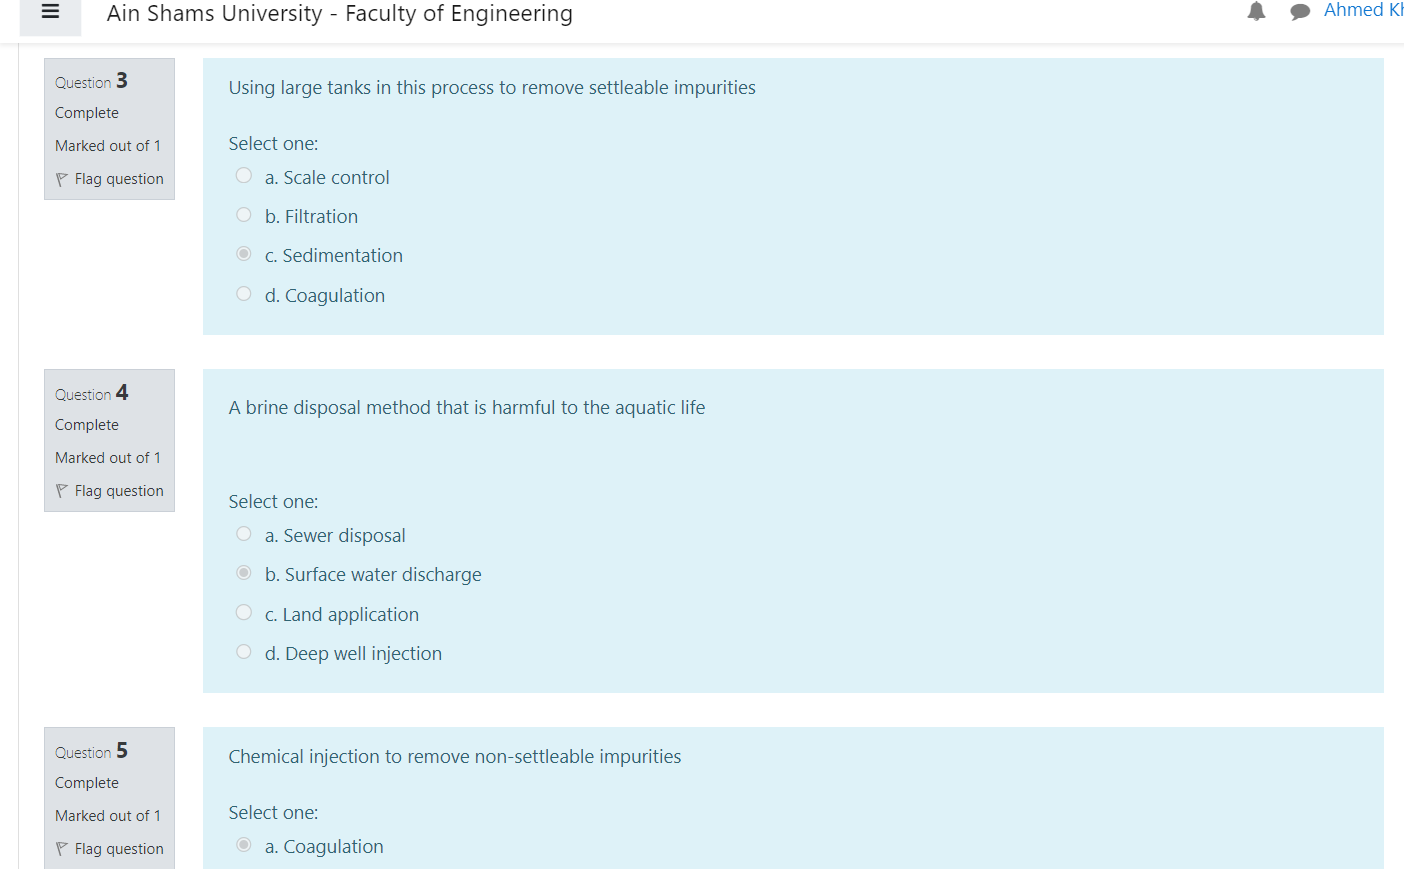 Ain Shams University - Faculty of Engineering
Ahmed
Question 3
Complete
Marked out of 1
Flag question
Using large tanks in this process to remove settleable impurities
Select one:
a. Scale control
b. Filtration
c. Sedimentation
d. Coagulation
Question 4
Complete
Marked out of 1
Flag question
A brine disposal method that is harmful to the aquatic life
Select one:
a. Sewer disposal
b. Surface water discharge
c. Land application
d. Deep well injection
Question 5
Complete
Marked out of 1
Flag question
Chemical injection to remove non-settleable impurities
Select one:
a. Coagulation